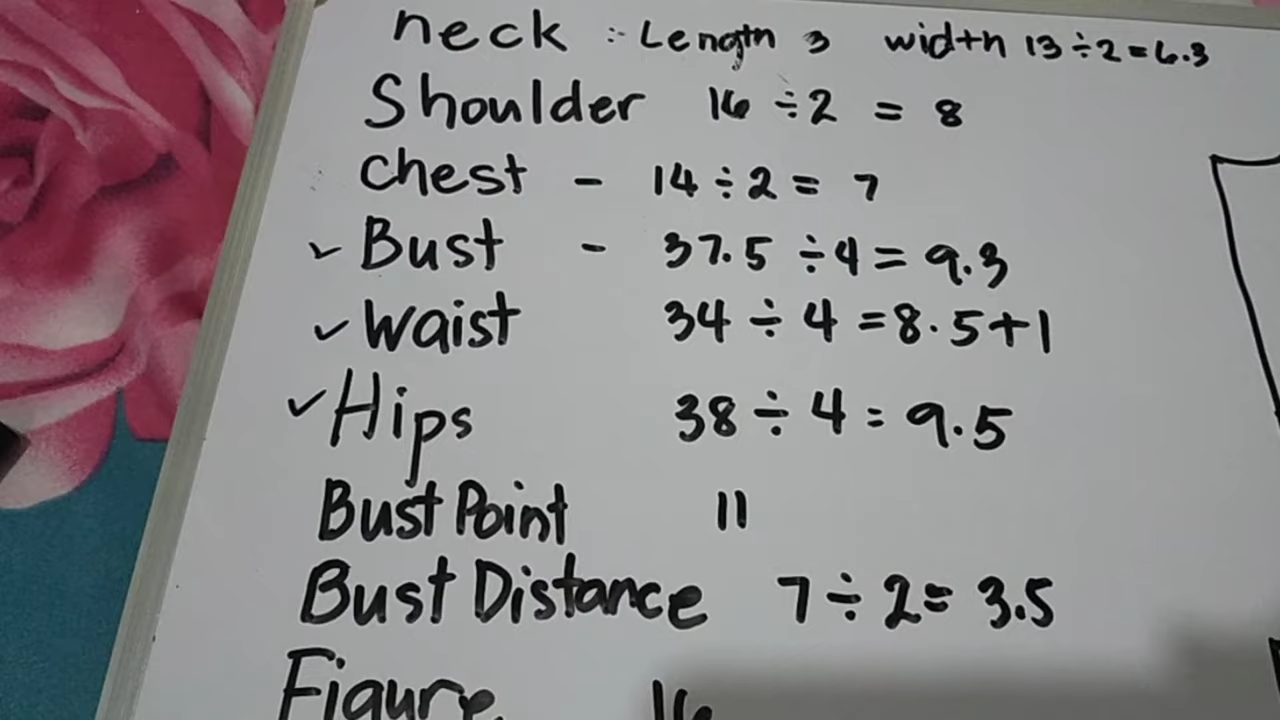 neck :- Length 3 width 13 ÷ 2 = 6.3
Shoulder 16 ÷ 2 = 8
chest - 14 ÷ 2 = 7
✓ Bust - 37.5 ÷ 4 = 9.3
✓ Waist 34 ÷ 4 = 8.5 + 1
✓ Hips 38 ÷ 4 = 9.5
Bust Point 11
Bust Distance 7 ÷ 2 = 3.5
Figure 16